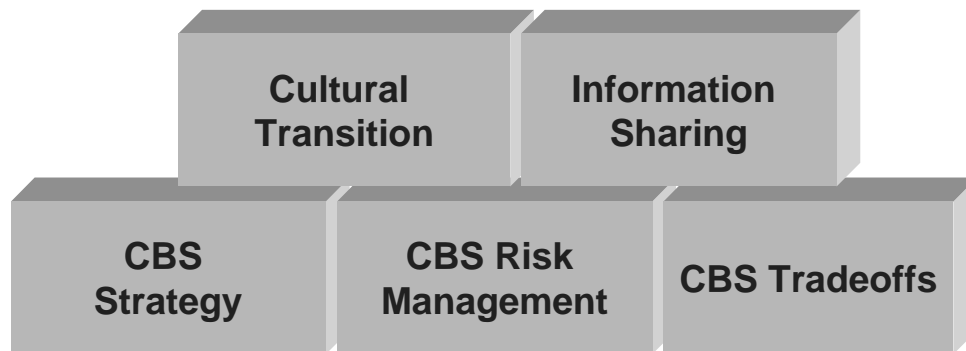 Cultural
Transition
Information
Sharing
CBS
Strategy
CBS Risk
Management
CBS Tradeoffs